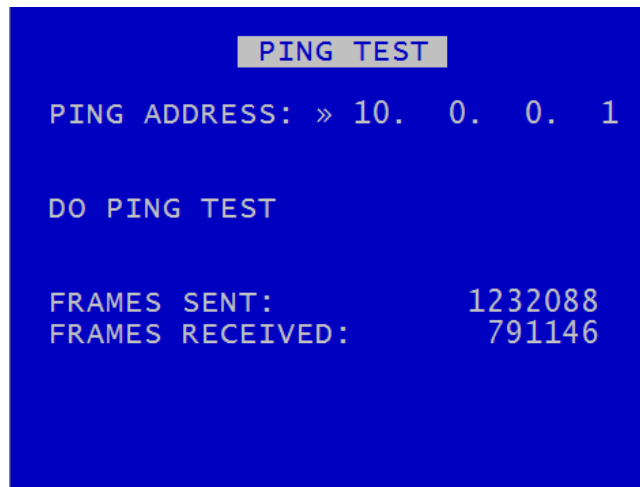 PING TEST
PING ADDRESS: » 10. 0. 0. 1
DO PING TEST
FRAMES SENT: 1232088
FRAMES RECEIVED: 791146